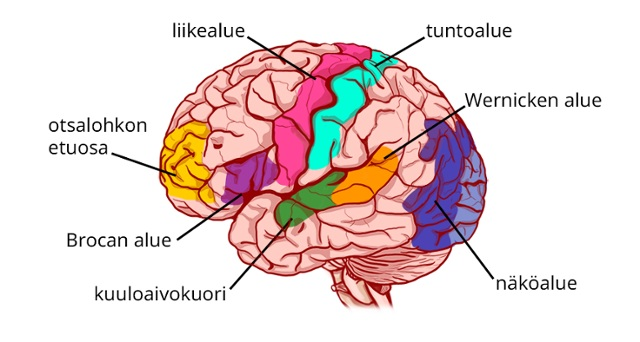 liikealue
tuntoalue
Wernicken alue
otsalohkon
etuosa
Brocan alue
kuuloaivokuori
näköalue